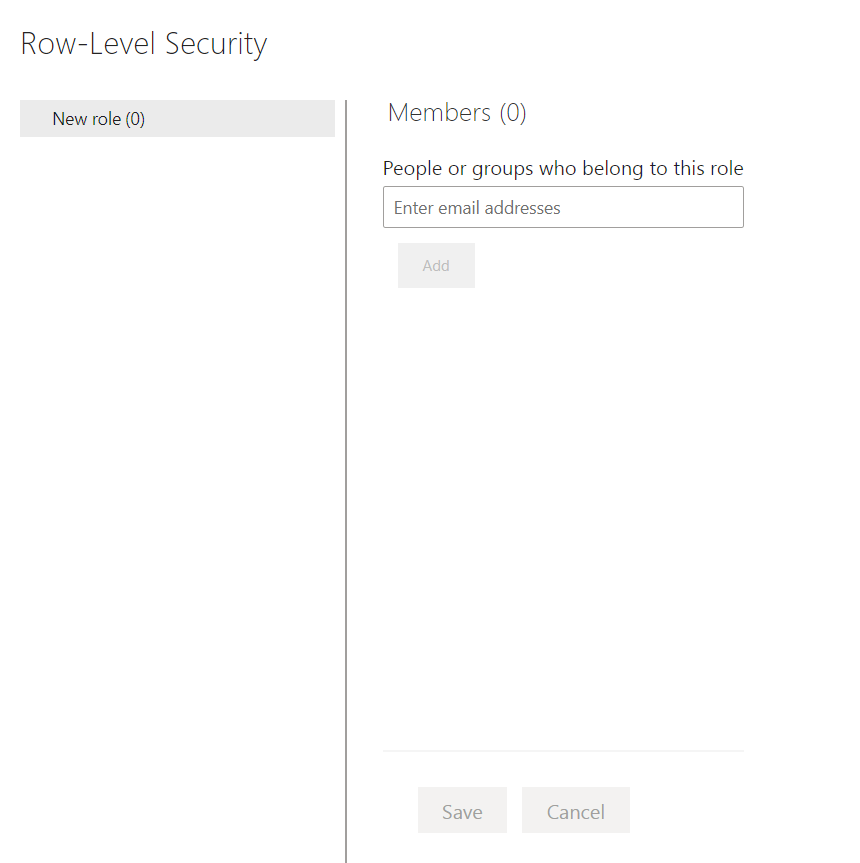 Row-Level Security
New role (0)
Members (0)
People or groups who belong to this role
Enter email addresses
Add
Save
Cancel